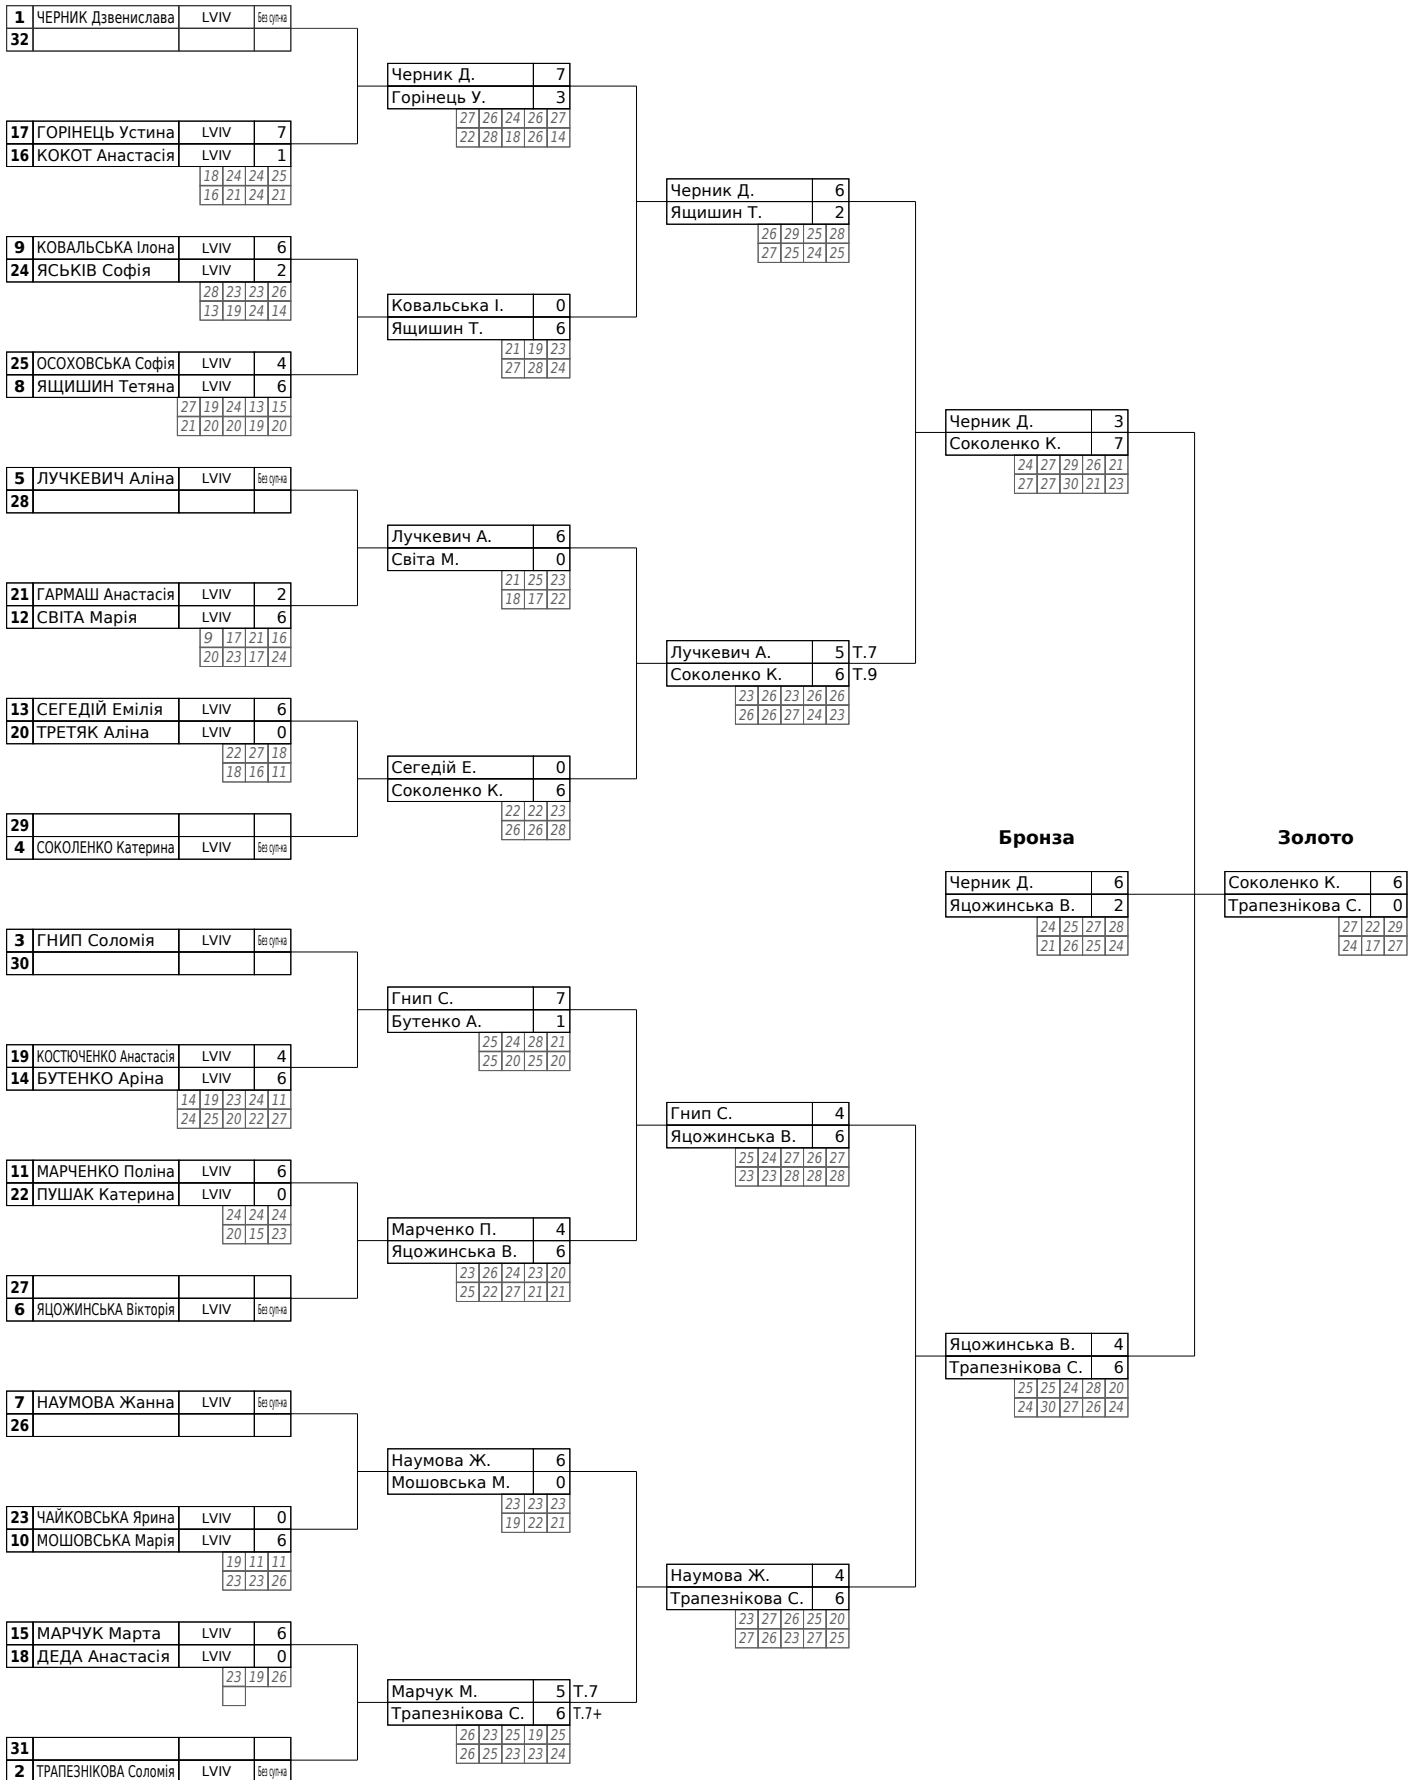 1 ЧЕРНИК Дзвенислава LVIV Без суп-ка
32
Черник Д. 7
Горінець У. 3
27 26 24 26 27
22 28 18 26 14
17 ГОРІНЕЦЬ Устина LVIV 7
16 КОКОТ Анастасія LVIV 1
18 24 24 25
16 21 24 21
Черник Д. 6
Ящишин Т. 2
26 29 25 28
27 25 24 25
9 КОВАЛЬСЬКА Ілона LVIV 6
24 ЯСЬКІВ Софія LVIV 2
28 23 23 26
13 19 24 14
Ковальська І. 0
Ящишин Т. 6
21 19 23
27 28 24
25 ОСОХОВСЬКА Софія LVIV 4
8 ЯЩИШИН Тетяна LVIV 6
27 19 24 13 15
21 20 20 19 20
Черник Д. 3
Соколенко К. 7
24 27 29 26 21
27 27 30 21 23
5 ЛУЧКЕВИЧ Аліна LVIV Без суп-ка
28
Лучкевич А. 6
Світа М. 0
21 25 23
18 17 22
21 ГАРМАШ Анастасія LVIV 2
12 СВІТА Марія LVIV 6
9 17 21 16
20 23 17 24
Лучкевич А. 5 T.7
Соколенко К. 6 T.9
23 26 23 26 26
26 26 27 24 23
13 СЕГЕДІЙ Емілія LVIV 6
20 ТРЕТЯК Аліна LVIV 0
22 27 18
18 16 11
Сегедій Е. 0
Соколенко К. 6
22 22 23
26 26 28
29
4 СОКОЛЕНКО Катерина LVIV Без суп-ка
Бронза Золото
Черник Д. 6
Яцожинська В. 2
24 25 27 28
21 26 25 24
Соколенко К. 6
Трапезнікова С. 0
27 22 29
24 17 27
3 ГНИП Соломія LVIV Без суп-ка
30
Гнип С. 7
Бутенко А. 1
25 24 28 21
25 20 25 20
19 КОСТЮЧЕНКО Анастасія LVIV 4
14 БУТЕНКО Аріна LVIV 6
14 19 23 24 11
24 25 20 22 27
Гнип С. 4
Яцожинська В. 6
25 24 27 26 27
23 23 28 28 28
11 МАРЧЕНКО Поліна LVIV 6
22 ПУШАК Катерина LVIV 0
24 24 24
20 15 23
Марченко П. 4
Яцожинська В. 6
23 26 24 23 20
25 22 27 21 21
27
6 ЯЦОЖИНСЬКА Вікторія LVIV Без суп-ка
Яцожинська В. 4
Трапезнікова С. 6
25 25 24 28 20
24 30 27 26 24
7 НАУМОВА Жанна LVIV Без суп-ка
26
Наумова Ж. 6
Мошовська М. 0
23 23 23
19 22 21
23 ЧАЙКОВСЬКА Ярина LVIV 0
10 МОШОВСЬКА Марія LVIV 6
19 11 11
23 23 26
Наумова Ж. 4
Трапезнікова С. 6
23 27 26 25 20
27 26 23 27 25
15 МАРЧУК Марта LVIV 6
18 ДЕДА Анастасія LVIV 0
23 19 26
Марчук М. 5 T.7
Трапезнікова С. 6 T.7+
26 23 25 19 25
26 25 23 23 24
31
2 ТРАПЕЗНІКОВА Соломія LVIV Без суп-ка